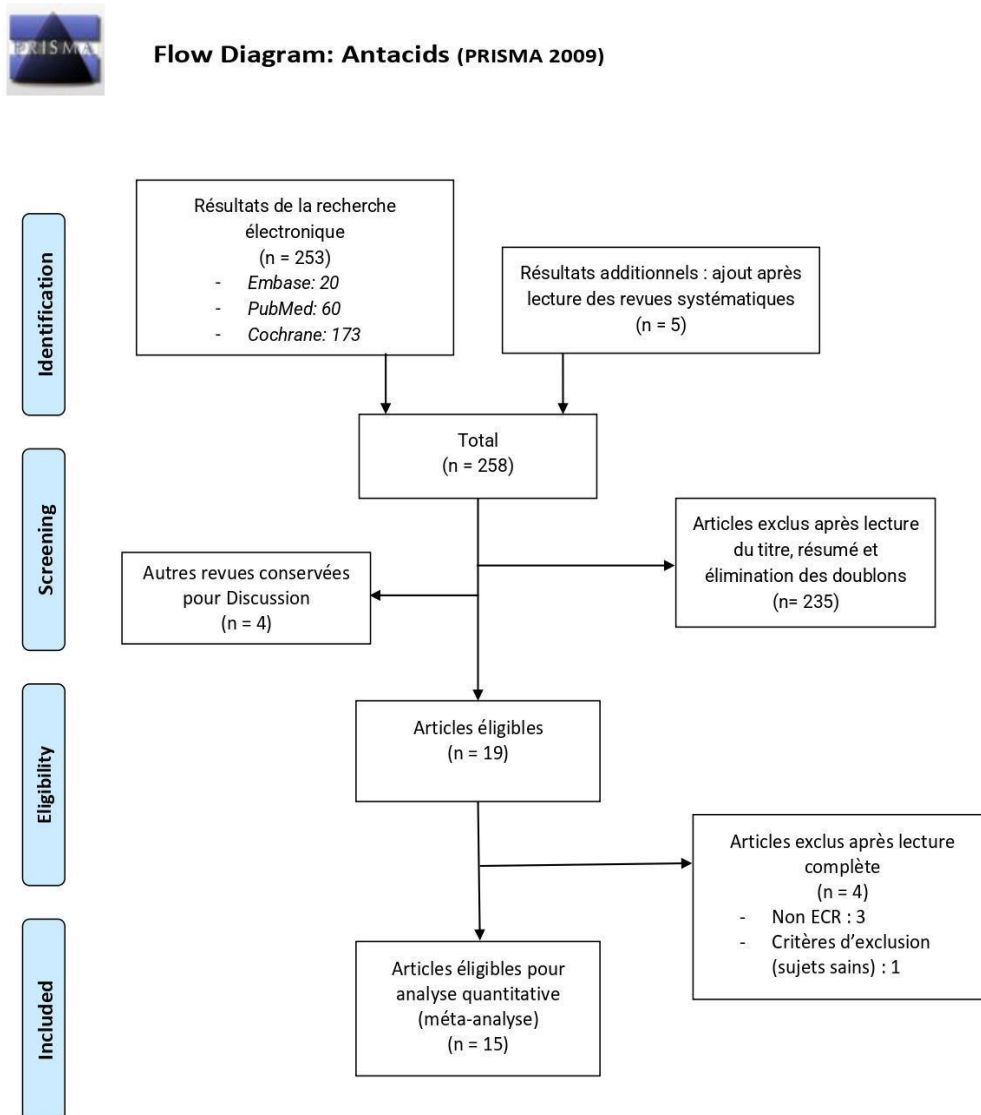 PRISMA
Flow Diagram: Antacids (PRISMA 2009)
Identification
Résultats de la recherche
électronique
(n = 253)
- Embase: 20
- PubMed: 60
- Cochrane: 173
Résultats additionnels : ajout après
lecture des revues systématiques
(n = 5)
Total
(n = 258)
Screening
Autres revues conservées
pour Discussion
(n = 4)
Articles exclus après lecture
du titre, résumé et
élimination des doublons
(n= 235)
Eligibility
Articles éligibles
(n = 19)
Articles exclus après lecture
complète
(n = 4)
- Non ECR : 3
- Critères d’exclusion
(sujets sains) : 1
Included
Articles éligibles pour
analyse quantitative
(méta-analyse)
(n = 15)